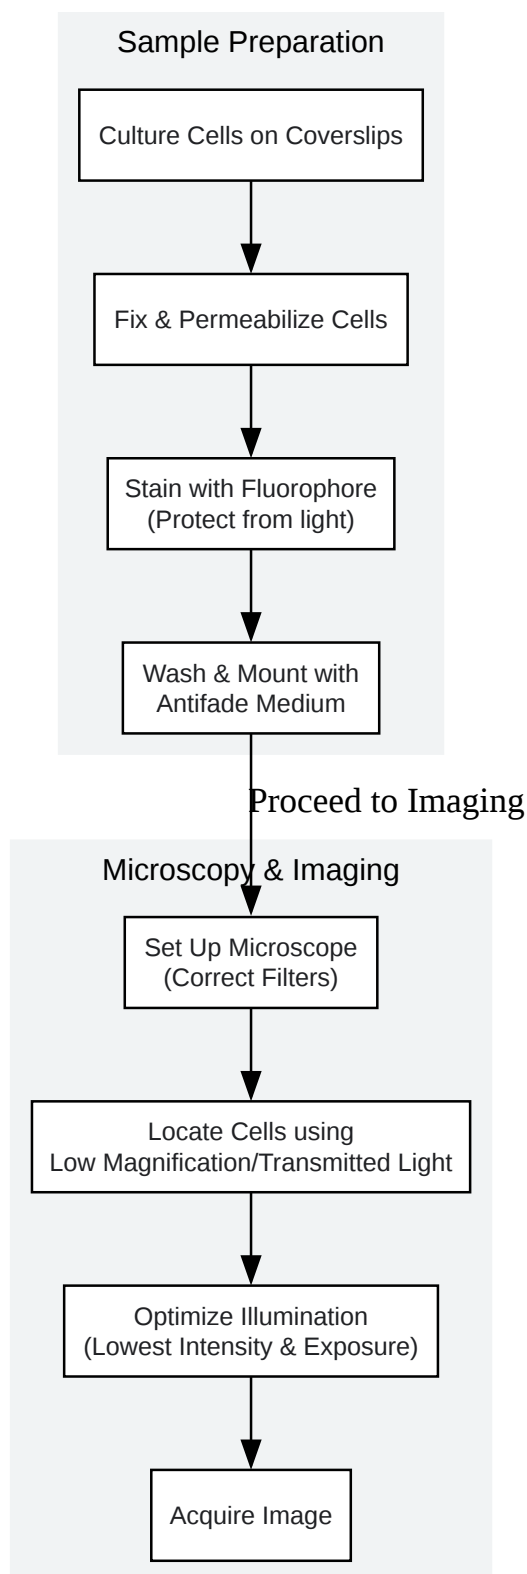 Sample Preparation
Culture Cells on Coverslips
Fix & Permeabilize Cells
Stain with Fluorophore
(Protect from light)
Wash & Mount with
Antifade Medium
Proceed to Imaging
Microscopy & Imaging
Set Up Microscope
(Correct Filters)
Locate Cells using
Low Magnification/Transmitted Light
Optimize Illumination
(Lowest Intensity & Exposure)
Acquire Image